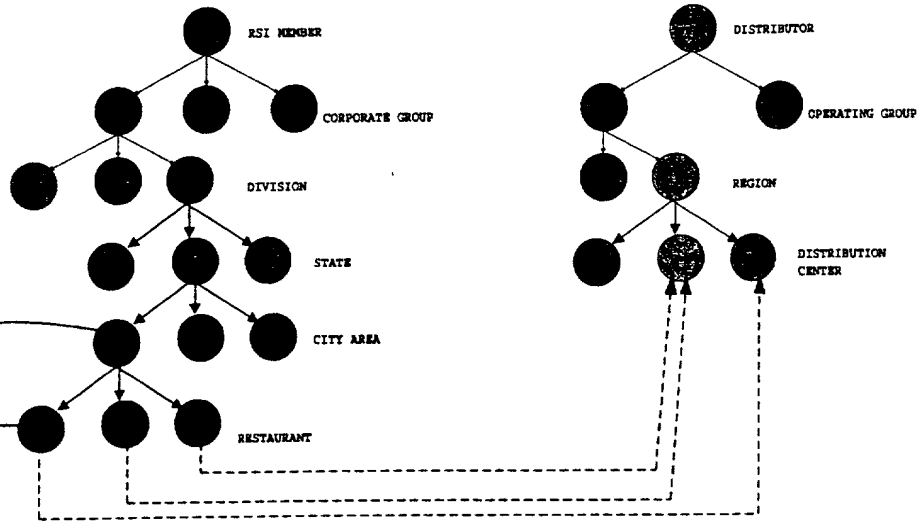 RSI MEMBER
DISTRIBUTOR
CORPORATE GROUP
OPERATING GROUP
DIVISION
REGION
STATE
DISTRIBUTION
CENTER
CITY AREA
RESTAURANT